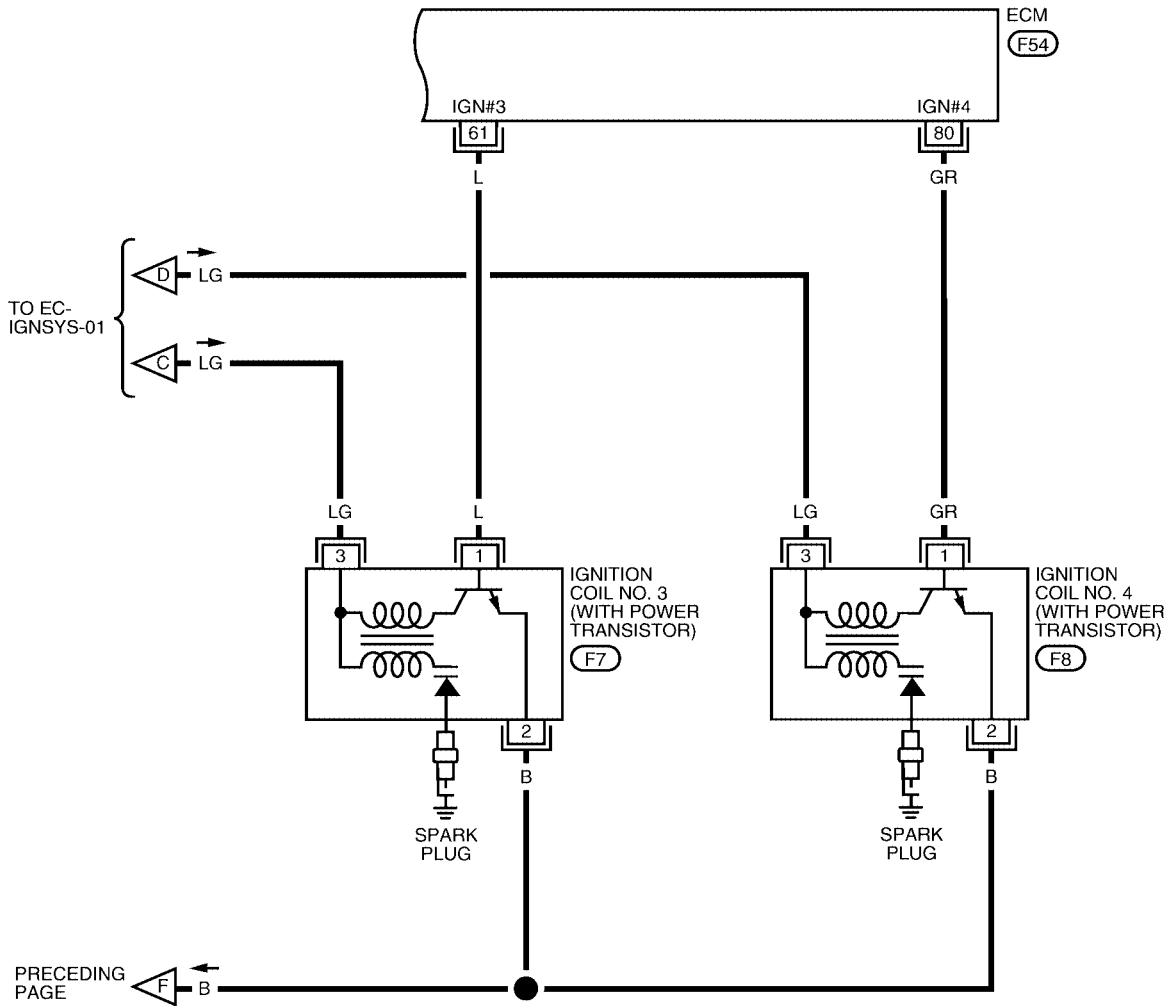 ECM
F54
IGN#3
IGN#4
61
80
L
GR
D
LG
TO EC-
IGNSYS-01
C
LG
LG
L
LG
GR
3
1
3
1
IGNITION
COIL NO. 3
(WITH POWER
TRANSISTOR)
F7
IGNITION
COIL NO. 4
(WITH POWER
TRANSISTOR)
F8
2
2
B
B
SPARK
PLUG
SPARK
PLUG
PRECEDING
PAGE
F
B